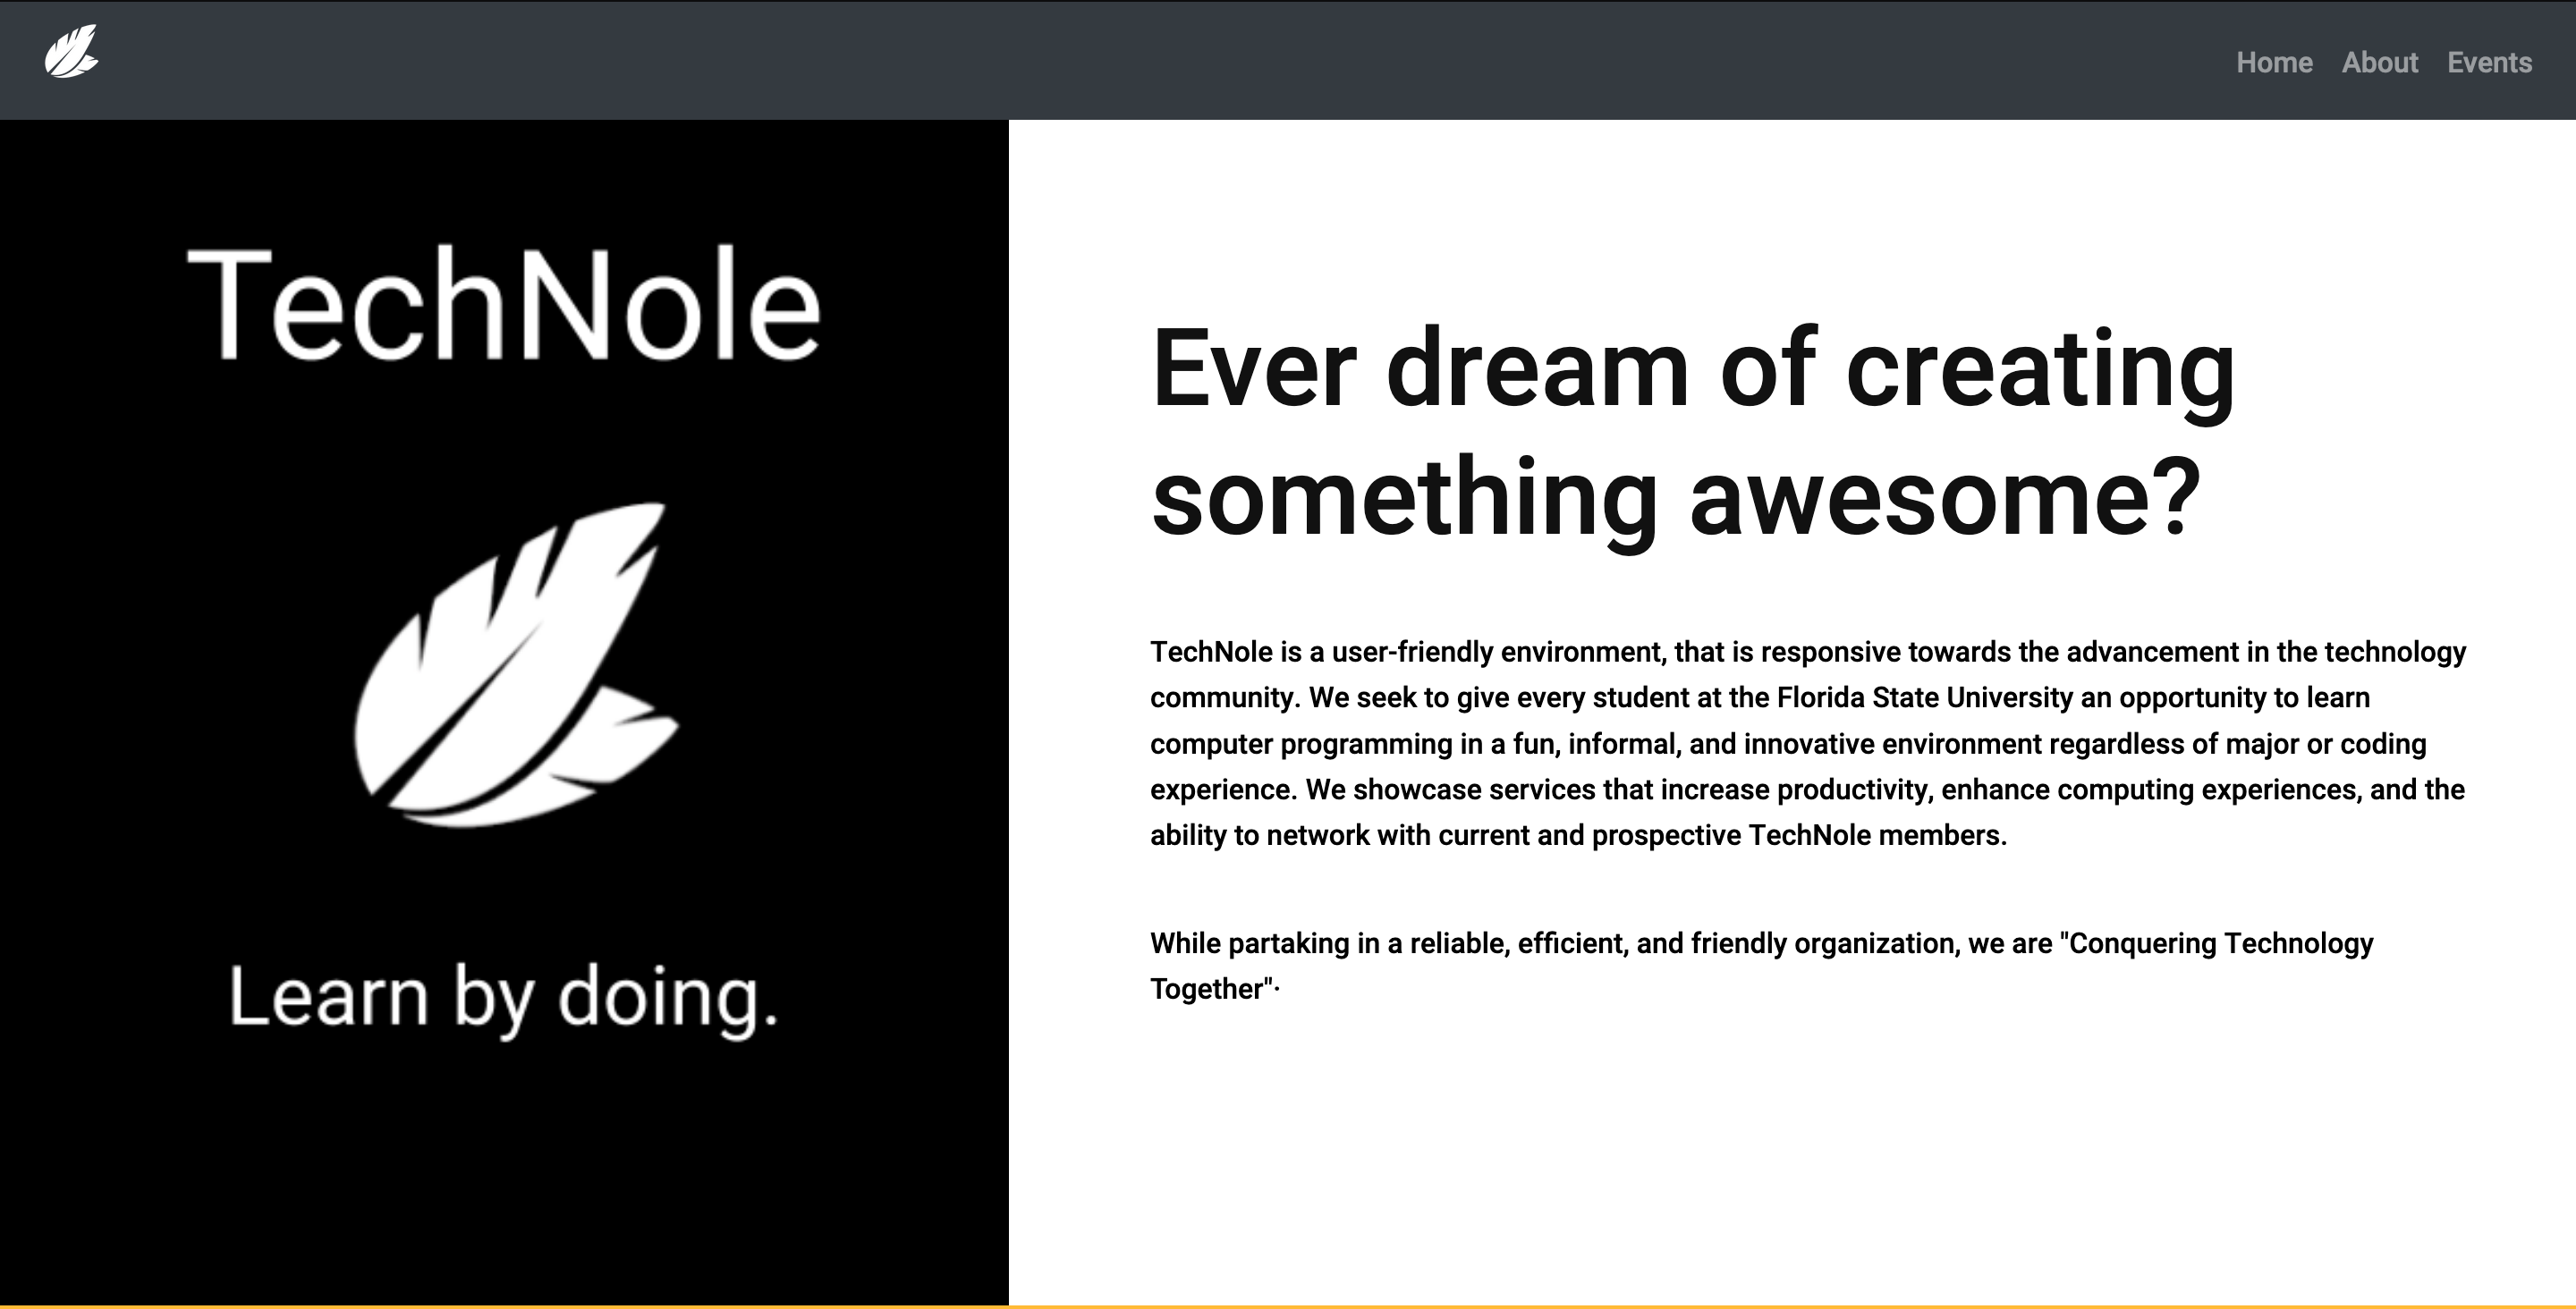 Home About Events
TechNole
Learn by doing.
Ever dream of creating
something awesome?
TechNole is a user-friendly environment, that is responsive towards the advancement in the technology
community. We seek to give every student at the Florida State University an opportunity to learn
computer programming in a fun, informal, and innovative environment regardless of major or coding
experience. We showcase services that increase productivity, enhance computing experiences, and the
ability to network with current and prospective TechNole members.
While partaking in a reliable, efficient, and friendly organization, we are "Conquering Technology
Together"·